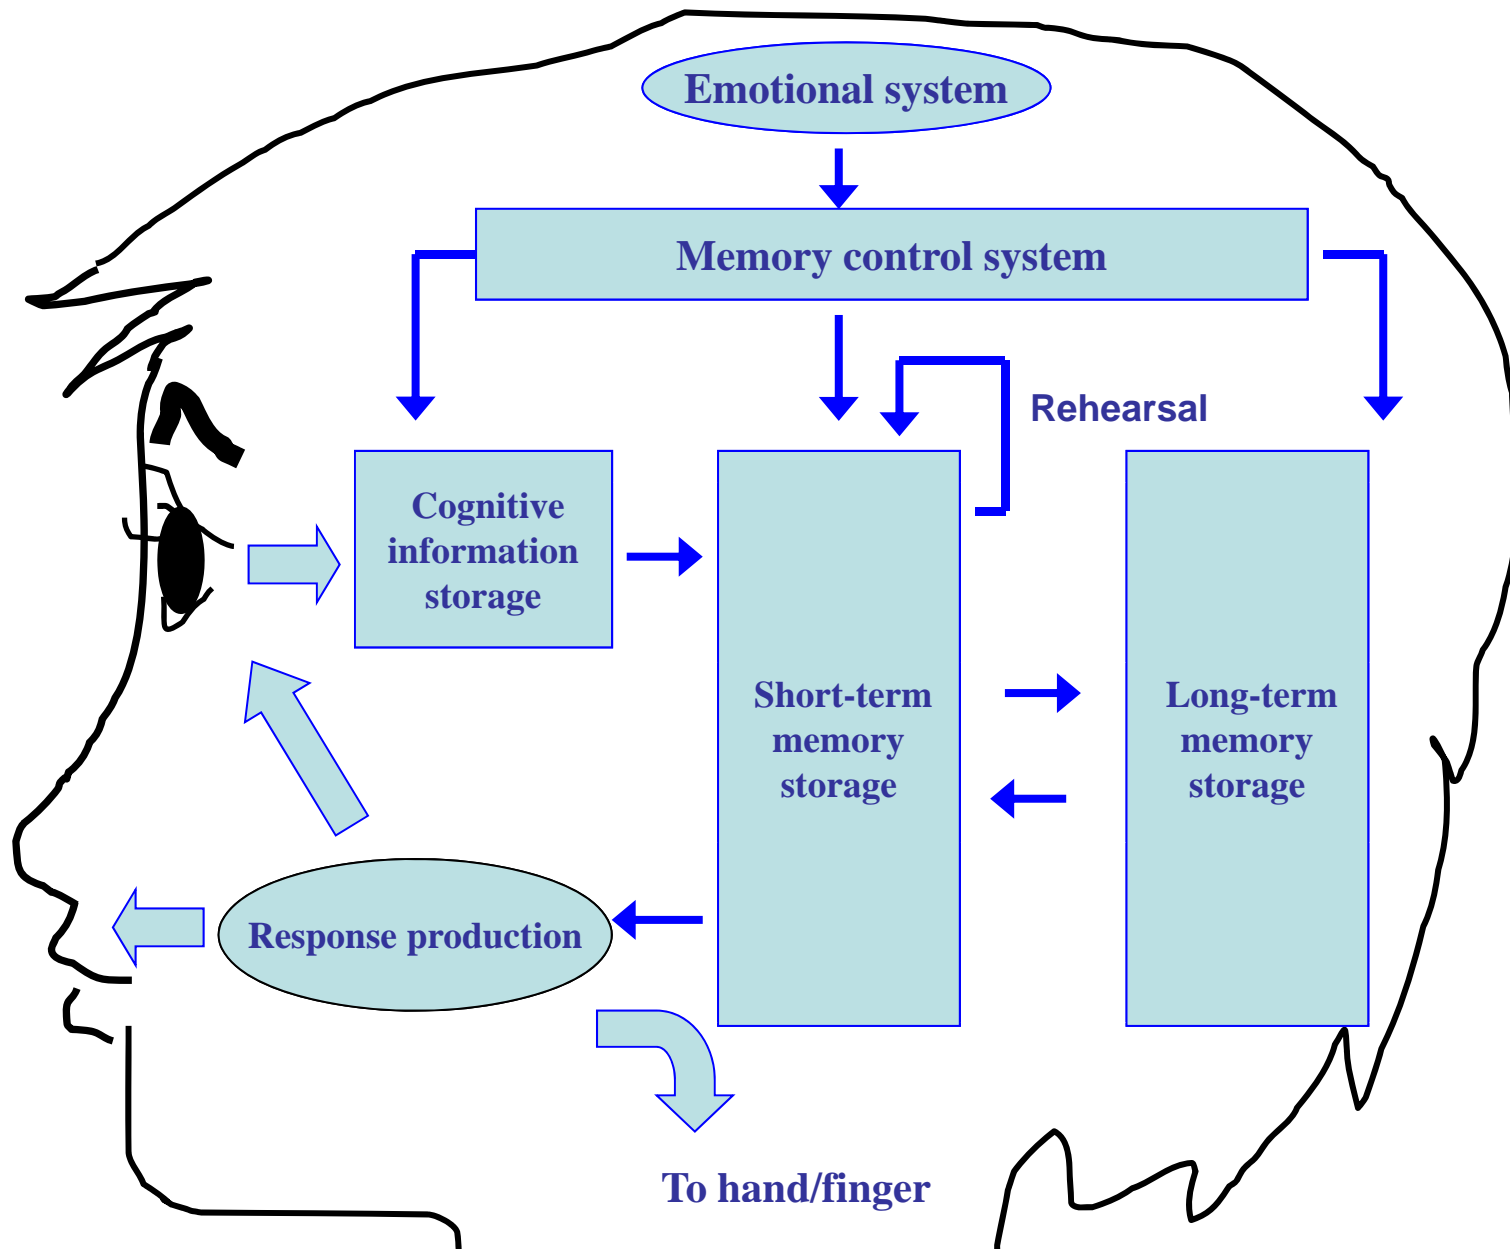 Emotional system
Memory control system
Rehearsal
Cognitive
information
storage
Short-term
memory
storage
Long-term
memory
storage
Response production
To hand/finger